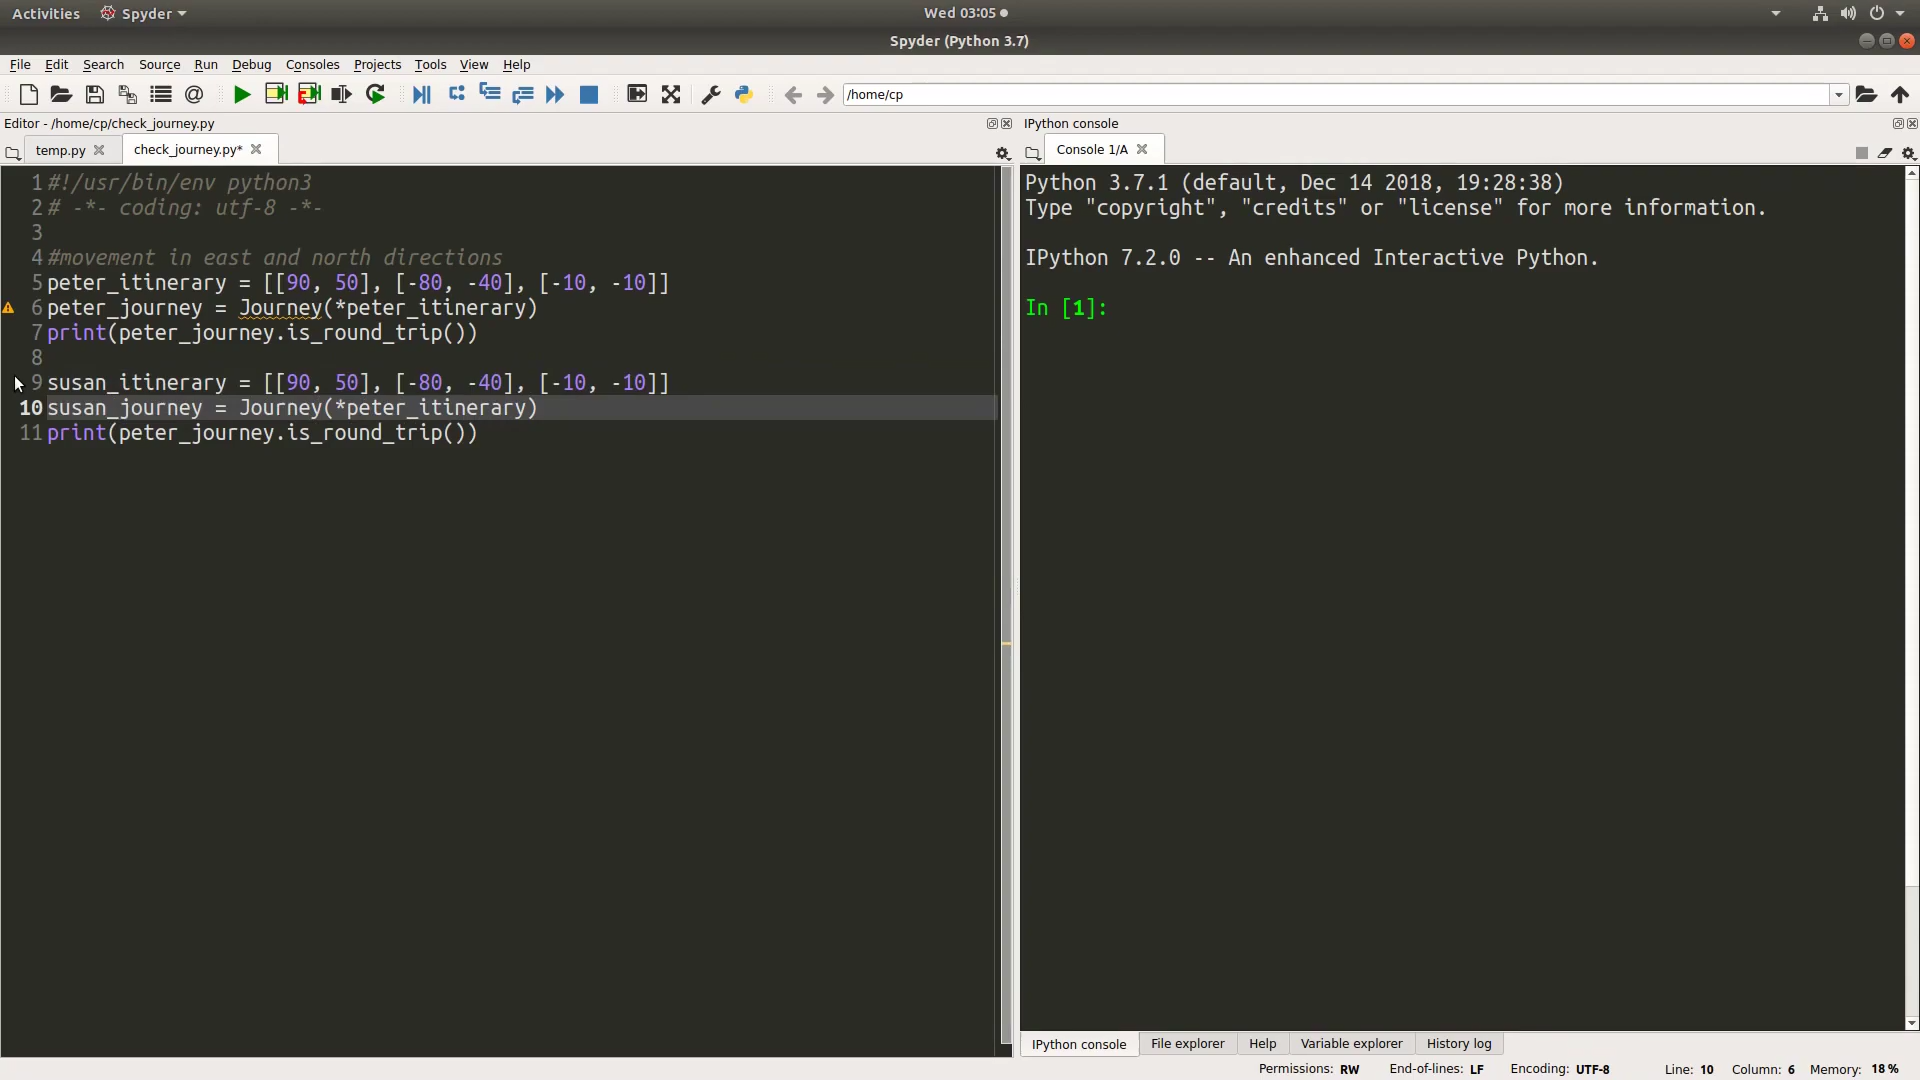 Activities Spyder Wed 03:05
Spyder (Python 3.7)
File Edit Search Source Run Debug Consoles Projects Tools View Help
/home/cp
Editor - /home/cp/check_journey.py
temp.py check_journey.py*
1 #!/usr/bin/env python3
2 # -*- coding: utf-8 -*-
3
4 #movement in east and north directions
5 peter_itinerary = [[90, 50], [-80, -40], [-10, -10]]
6 peter_journey = Journey(*peter_itinerary)
7 print(peter_journey.is_round_trip())
8
9 susan_itinerary = [[90, 50], [-80, -40], [-10, -10]]
10 susan_journey = Journey(*peter_itinerary)
11 print(peter_journey.is_round_trip())
IPython console
Console 1/A
Python 3.7.1 (default, Dec 14 2018, 19:28:38)
Type "copyright", "credits" or "license" for more information.
IPython 7.2.0 -- An enhanced Interactive Python.
In [1]:
IPython console File explorer Help Variable explorer History log
Permissions: RW End-of-lines: LF Encoding: UTF-8 Line: 10 Column: 6 Memory: 18 %